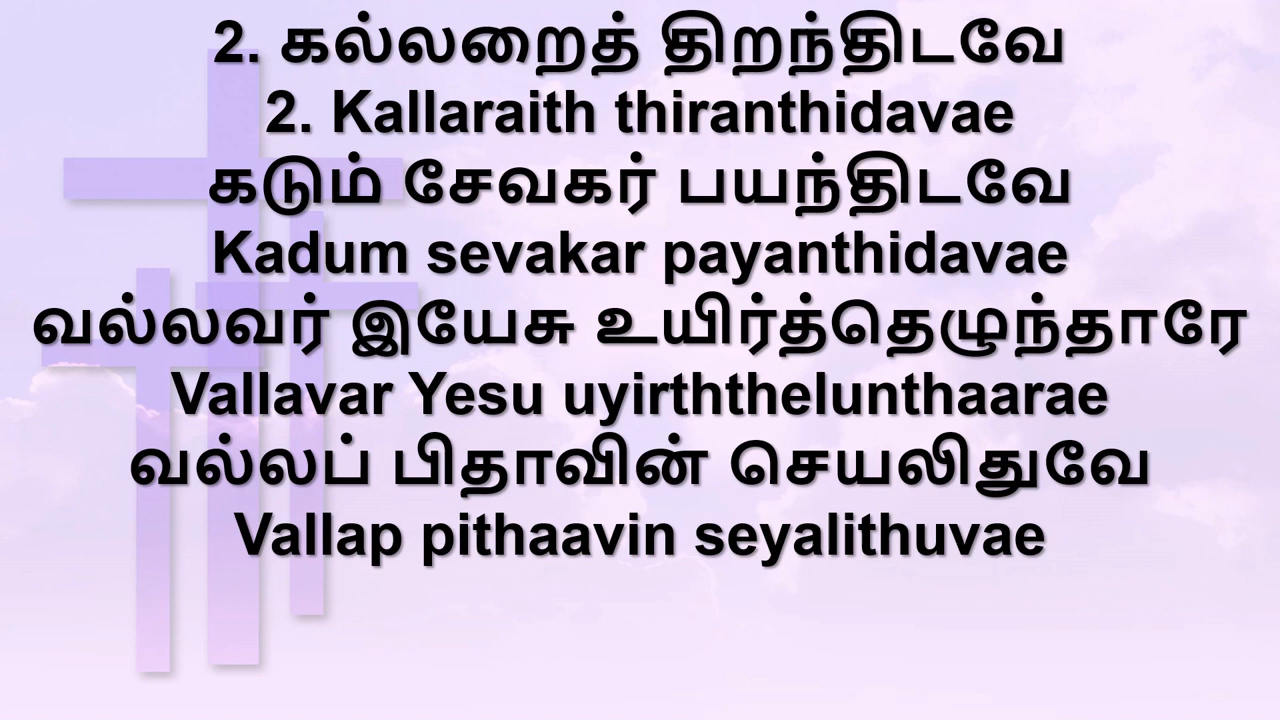 2. கல்லறைத் திறந்திடவே
2. Kallaraith thiranthidavae
கடும் சேவகர் பயந்திடவே
Kadum sevakar payanthidavae
வல்லவர் இயேசு உயிர்த்தெழுந்தாரே
Vallavar Yesu uyirththelunthaarae
வல்லப் பிதாவின் செயலிதுவே
Vallap pithaavin seyalithuvae